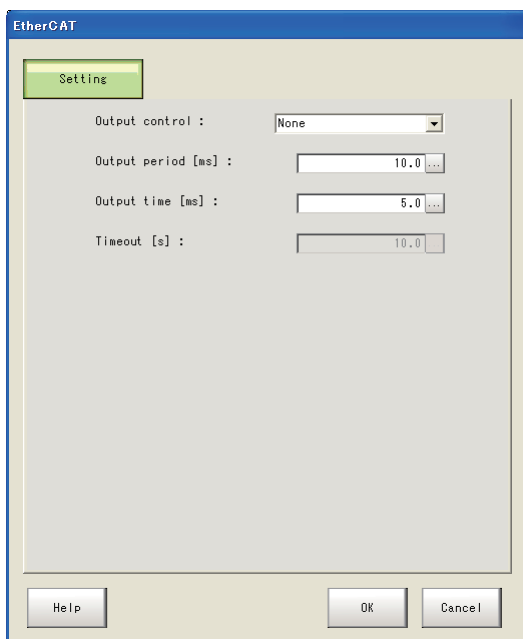 EtherCAT
Setting
Output control : None
Output period [ms] : 10.0 ...
Output time [ms] : 5.0 ...
Timeout [s] : 10.0 ...
Help OK Cancel